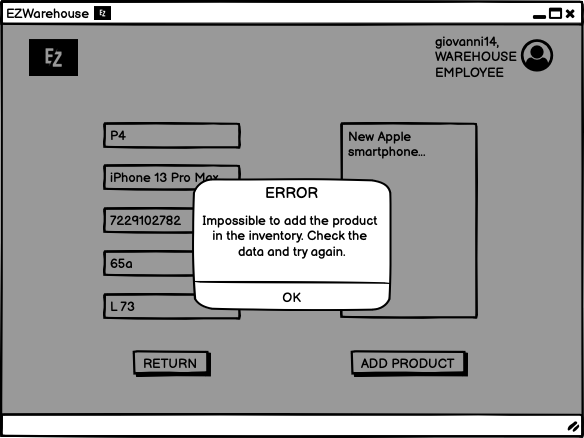 EZWarehouse EZ
EZ
giovanni14,
WAREHOUSE
EMPLOYEE
P4
New Apple
smartphone...
iPhone 13 Pro Max
7229102782
65a
L 73
ERROR
Impossible to add the product
in the inventory. Check the
data and try again.
OK
RETURN
ADD PRODUCT